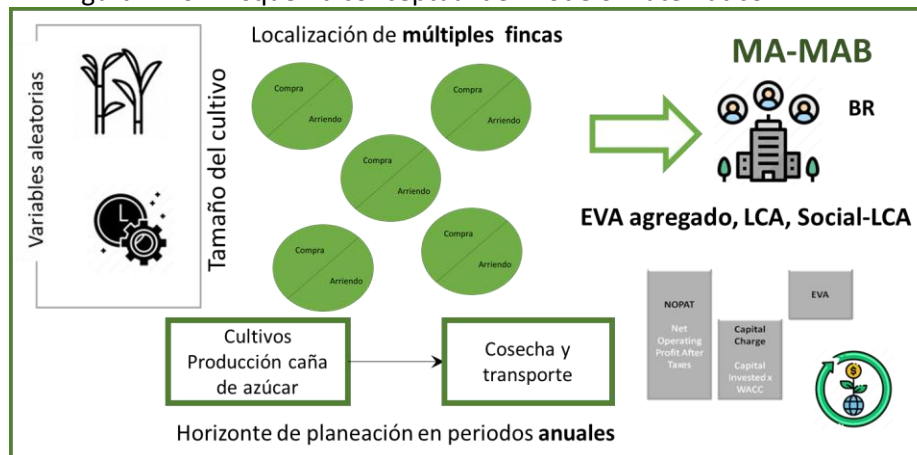 Localización de múltiples fincas
Variables aleatorias
Tamaño del cultivo
Compra
Arriendo
Compra
Arriendo
Compra
Arriendo
Compra
Arriendo
Compra
Arriendo
MA-MAB
BR
EVA agregado, LCA, Social-LCA
NOPAT
Net
Operating
Profit After
Taxes
Capital
Charge
Capital
Invested x
WACC
EVA
Cultivos
Producción caña
de azúcar
Cosecha y
transporte
Horizonte de planeación en periodos anuales